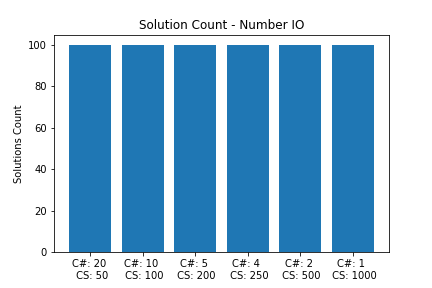 Solution Count - Number IO
Solutions Count
100
80
60
40
20
0
C#: 20 C#: 10 C#: 5 C#: 4 C#: 2 C#: 1
CS: 50 CS: 100 CS: 200 CS: 250 CS: 500 CS: 1000